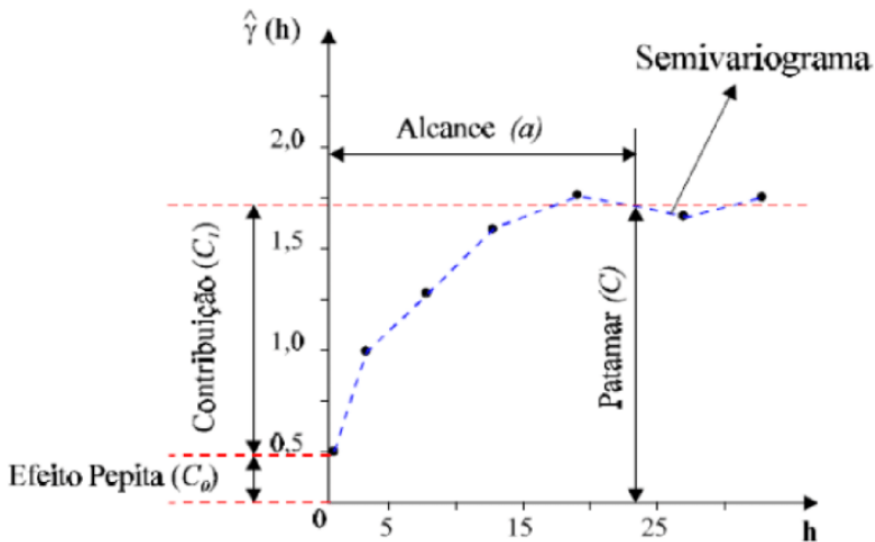 γ̂ (h)
Semivariograma
Alcance (a)
2,0
1,5
1,0
0,5
Contribuição (C₁)
Patamar (C)
Efeito Pepita (C₀)
0
5
15
25
h